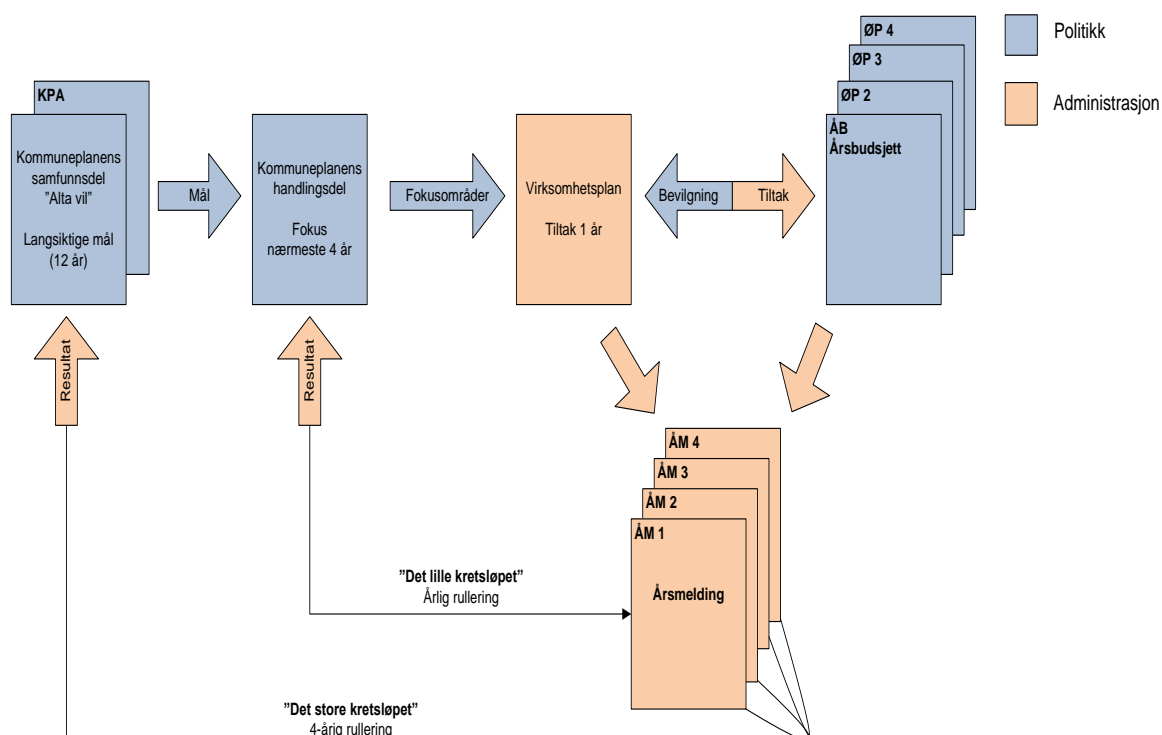 ØP 4
ØP 3
ØP 2
ÅB
Årsbudsjett
Politikk
Administrasjon
KPA
Kommuneplanens
samfunnsdel
"Alta vil"
Langsiktige mål
(12 år)
Mål
Kommuneplanens
handlingsdel
Fokus
nærmeste 4 år
Fokusområder
Virksomhetsplan
Tiltak 1 år
Bevilgning
Tiltak
Resultat
Resultat
ÅM 4
ÅM 3
ÅM 2
ÅM 1
Årsmelding
”Det lille kretsløpet”
Årlig rullering
”Det store kretsløpet”
4-årig rullering